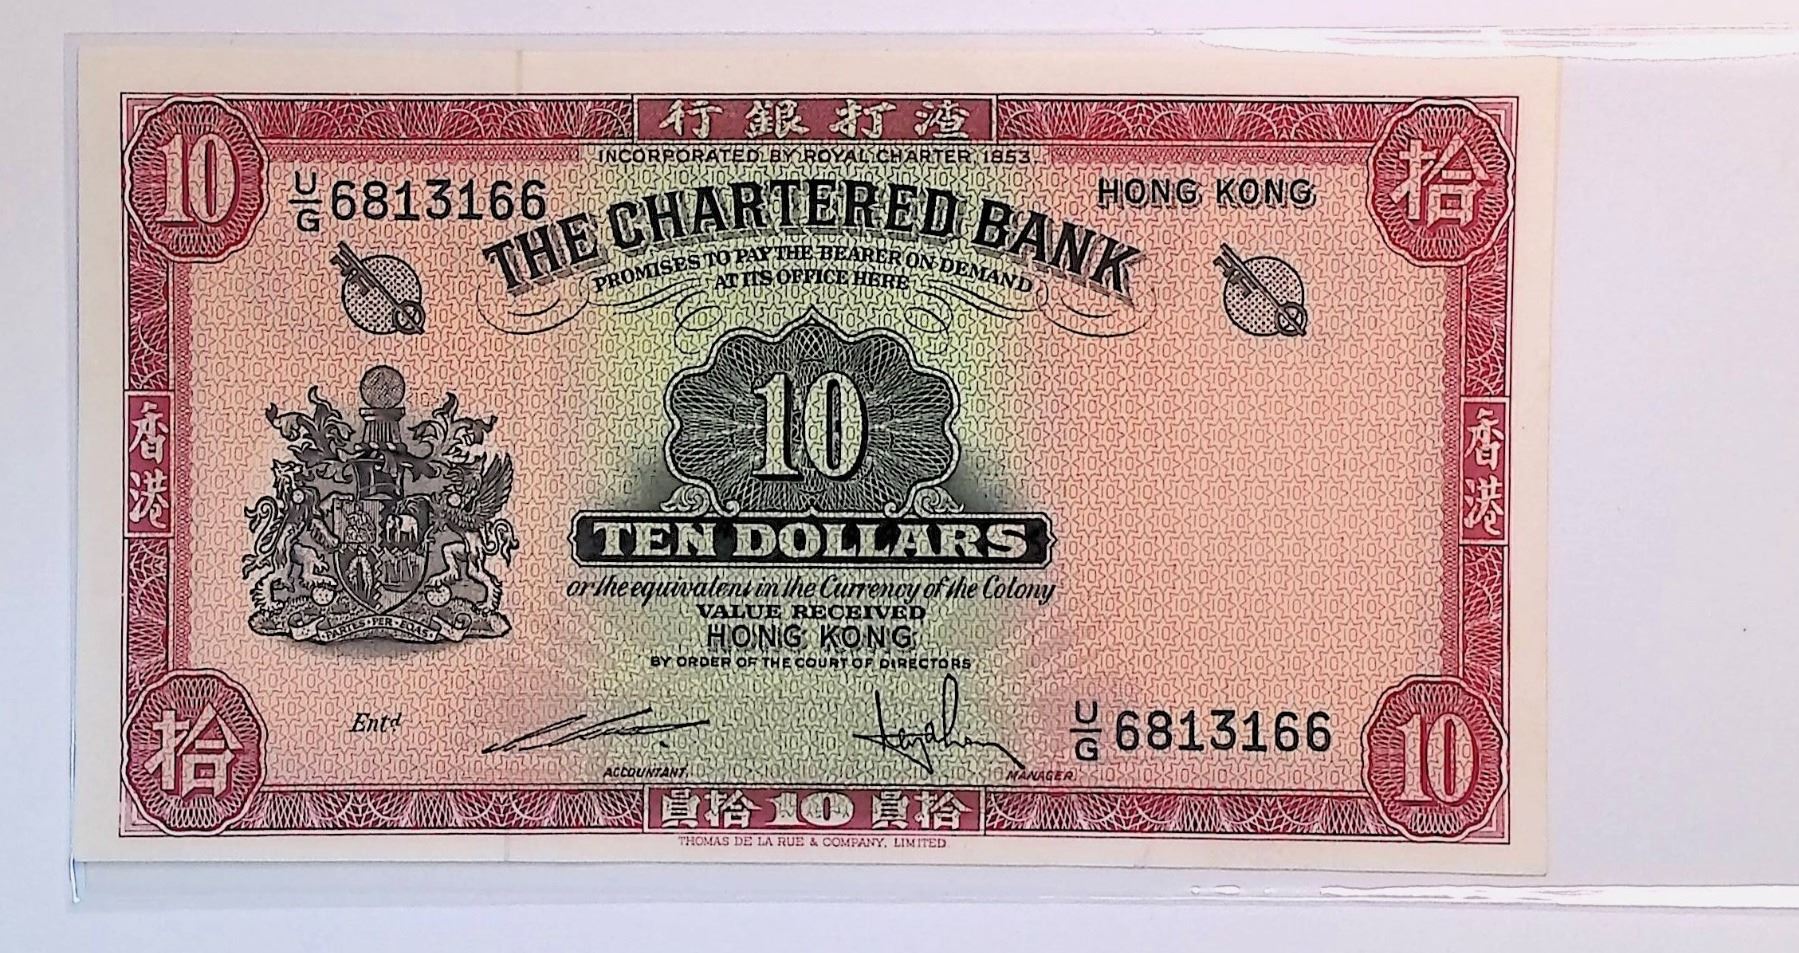 行銀打渣
10
拾
INCORPORATED BY ROYAL CHARTER 1853.
U/G 6813166
HONG KONG
THE CHARTERED BANK
PROMISES TO PAY THE BEARER ON DEMAND
AT ITS OFFICE HERE
10
香港
香港
TEN DOLLARS
or the equivalent in the Currency of the Colony
VALUE RECEIVED
HONG KONG
BY ORDER OF THE COURT OF DIRECTORS
PARTES·PER·EQAS·
Entd
U/G 6813166
ACCOUNTANT.
MANAGER.
拾
10
員拾 10 員拾
THOMAS DE LA RUE & COMPANY, LIMITED.